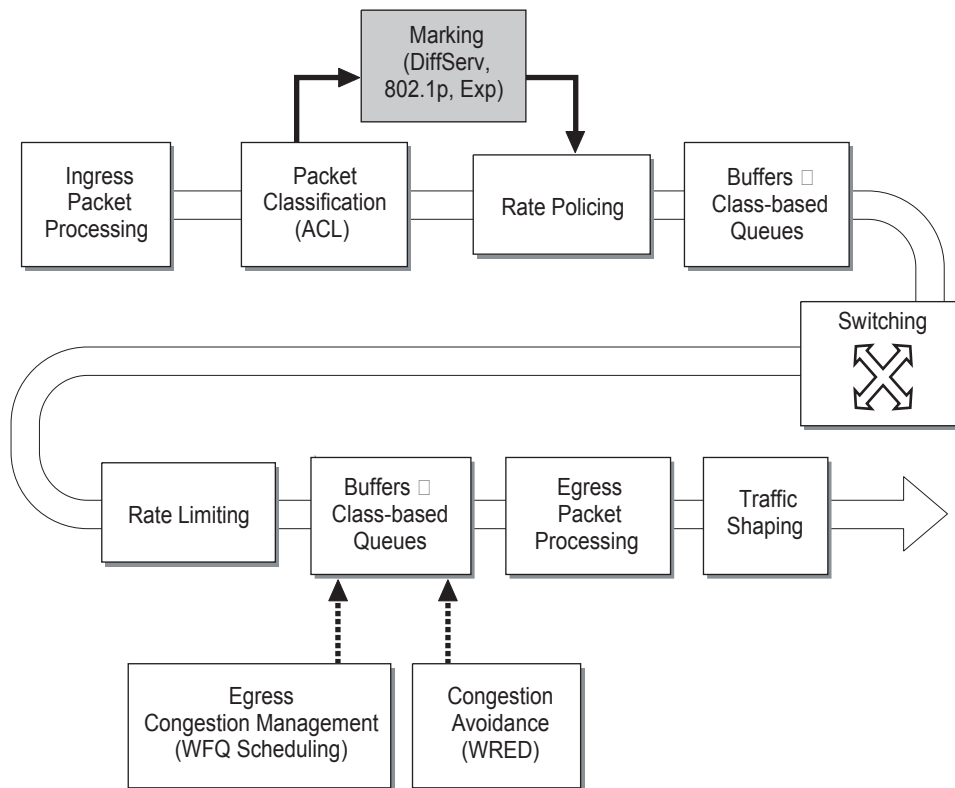 Marking
(DiffServ,
802.1p, Exp)
Ingress
Packet
Processing
Packet
Classification
(ACL)
Rate Policing
Buffers □
Class-based
Queues
Switching
Rate Limiting
Buffers □
Class-based
Queues
Egress
Packet
Processing
Traffic
Shaping
Egress
Congestion Management
(WFQ Scheduling)
Congestion
Avoidance
(WRED)